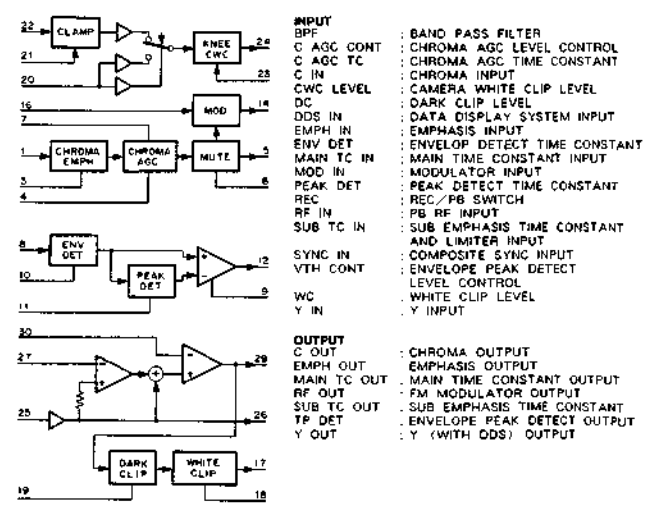 22
CLAMP
21
20
KNEE
CWC
24
23
16
7
MOD
14
1
CHROMA
EMPH
CHROMA
AGC
MUTE
5
3
4
6
8
ENV
DET
10
PEAK
DET
11
+
−
12
9
30
27
−
+
+
−
+
29
25
26
DARK
CLIP
WHITE
CLIP
17
19
18
INPUT
BPF : BAND PASS FILTER
C AGC CONT : CHROMA AGC LEVEL CONTROL
C AGC TC : CHROMA AGC TIME CONSTANT
C IN : CHROMA INPUT
CWC LEVEL : CAMERA WHITE CLIP LEVEL
DC : DARK CLIP LEVEL
DDS IN : DATA DISPLAY SYSTEM INPUT
EMPH IN : EMPHASIS INPUT
ENV DET : ENVELOP DETECT TIME CONSTANT
MAIN TC IN : MAIN TIME CONSTANT INPUT
MOD IN : MODULATOR INPUT
PEAK DET : PEAK DETECT TIME CONSTANT
REC : REC/PB SWITCH
RF IN : PB RF INPUT
SUB TC IN : SUB EMPHASIS TIME CONSTANT
AND LIMITER INPUT
SYNC IN : COMPOSITE SYNC INPUT
VTH CONT : ENVELOPE PEAK DETECT
LEVEL CONTROL
WC : WHITE CLIP LEVEL
Y IN : Y INPUT
OUTPUT
C OUT : CHROMA OUTPUT
EMPH OUT EMPHASIS OUTPUT
MAIN TC OUT : MAIN TIME CONSTANT OUTPUT
RF OUT : FM MODULATOR OUTPUT
SUB TC OUT : SUB EMPHASIS TIME CONSTANT
TP DET : ENVELOPE PEAK DETECT OUTPUT
Y OUT : Y (WITH DDS) OUTPUT